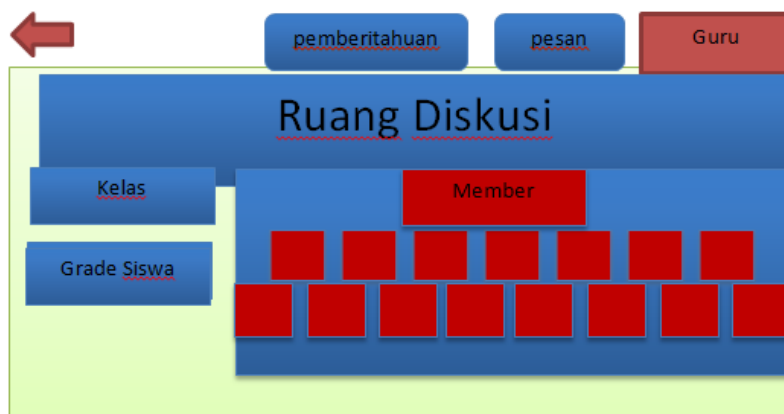 pemberitahuan
pesan
Guru
Ruang Diskusi
Kelas
Member
Grade Siswa